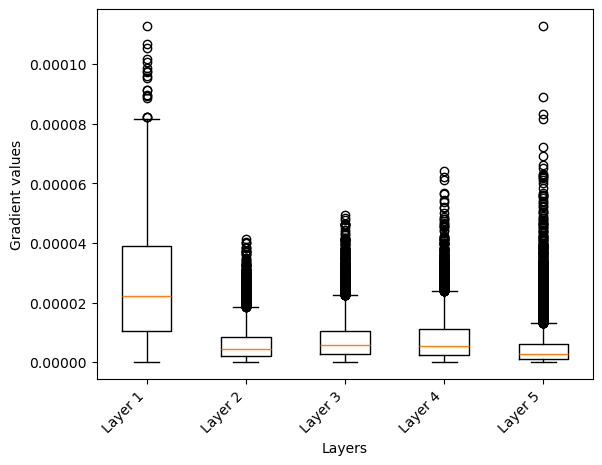 Gradient values
0.00010
0.00008
0.00006
0.00004
0.00002
0.00000
Layer 1
Layer 2
Layer 3
Layer 4
Layer 5
Layers